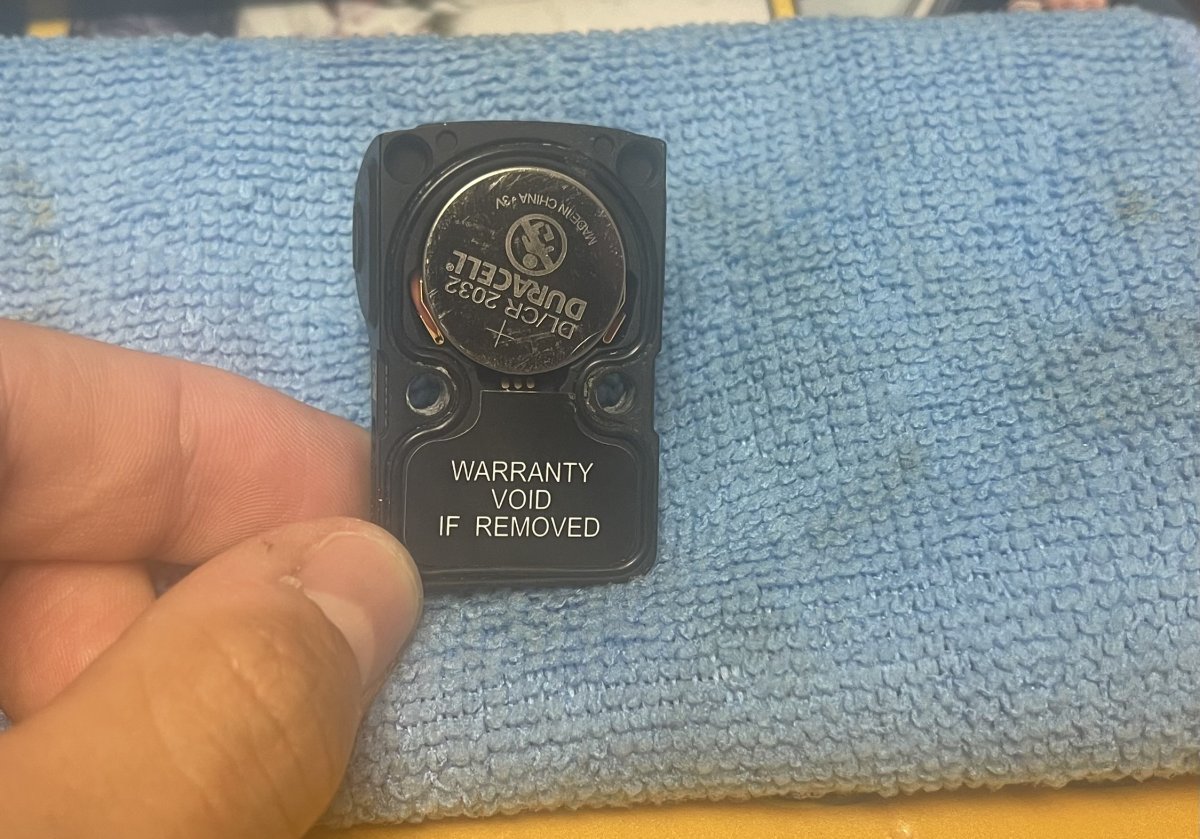 MADE IN CHINA +3V
DURACELL®
DL/CR 2032
+
WARRANTY
VOID
IF REMOVED